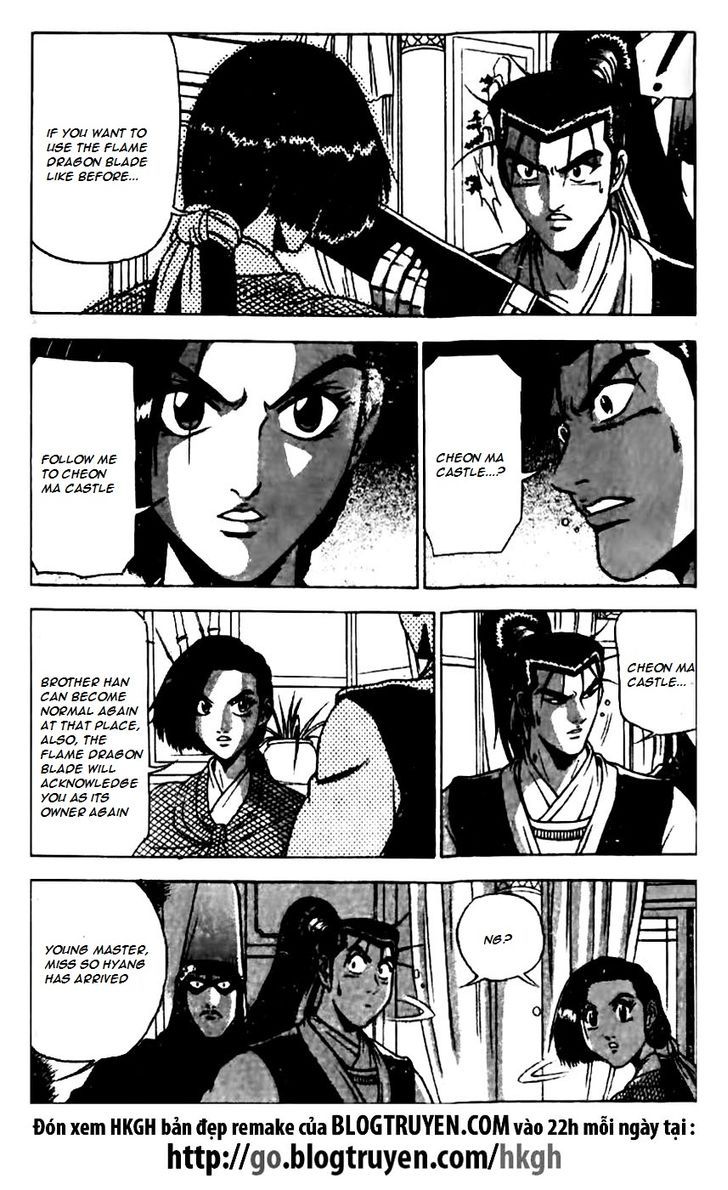 IF YOU WANT TO
USE THE FLAME
DRAGON BLADE
LIKE BEFORE...
!
FOLLOW ME
TO CHEON
MA CASTLE
CHEON MA
CASTLE....?
BROTHER HAN
CAN BECOME
NORMAL AGAIN
AT THAT PLACE,
ALSO, THE
FLAME DRAGON
BLADE WILL
ACKNOWLEDGE
YOU AS ITS
OWNER AGAIN
CHEON MA
CASTLE...
YOUNG MASTER,
MISS SO HYANG
HAS ARRIVED
NG?
Đón xem HKGH bản đẹp remake của BLOGTRUYEN.COM vào 22h mỗi ngày tại :
http://go.blogtruyen.com/hkgh